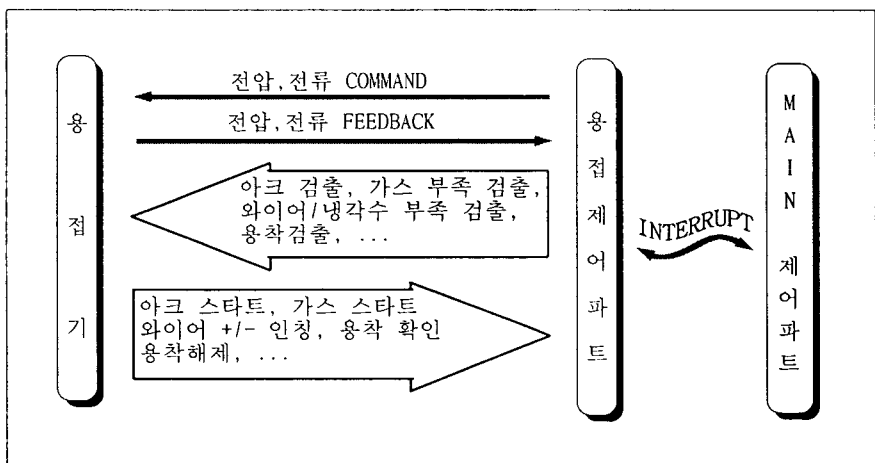 용접기
전압,전류 COMMAND
전압,전류 FEEDBACK
아크 검출, 가스 부족 검출,
와이어/냉각수 부족 검출,
용착검출, ...
아크 스타트, 가스 스타트
와이어 +/- 인칭, 용착 확인
용착해제, ...
용접제어파트
INTERRUPT
MAIN 제어파트